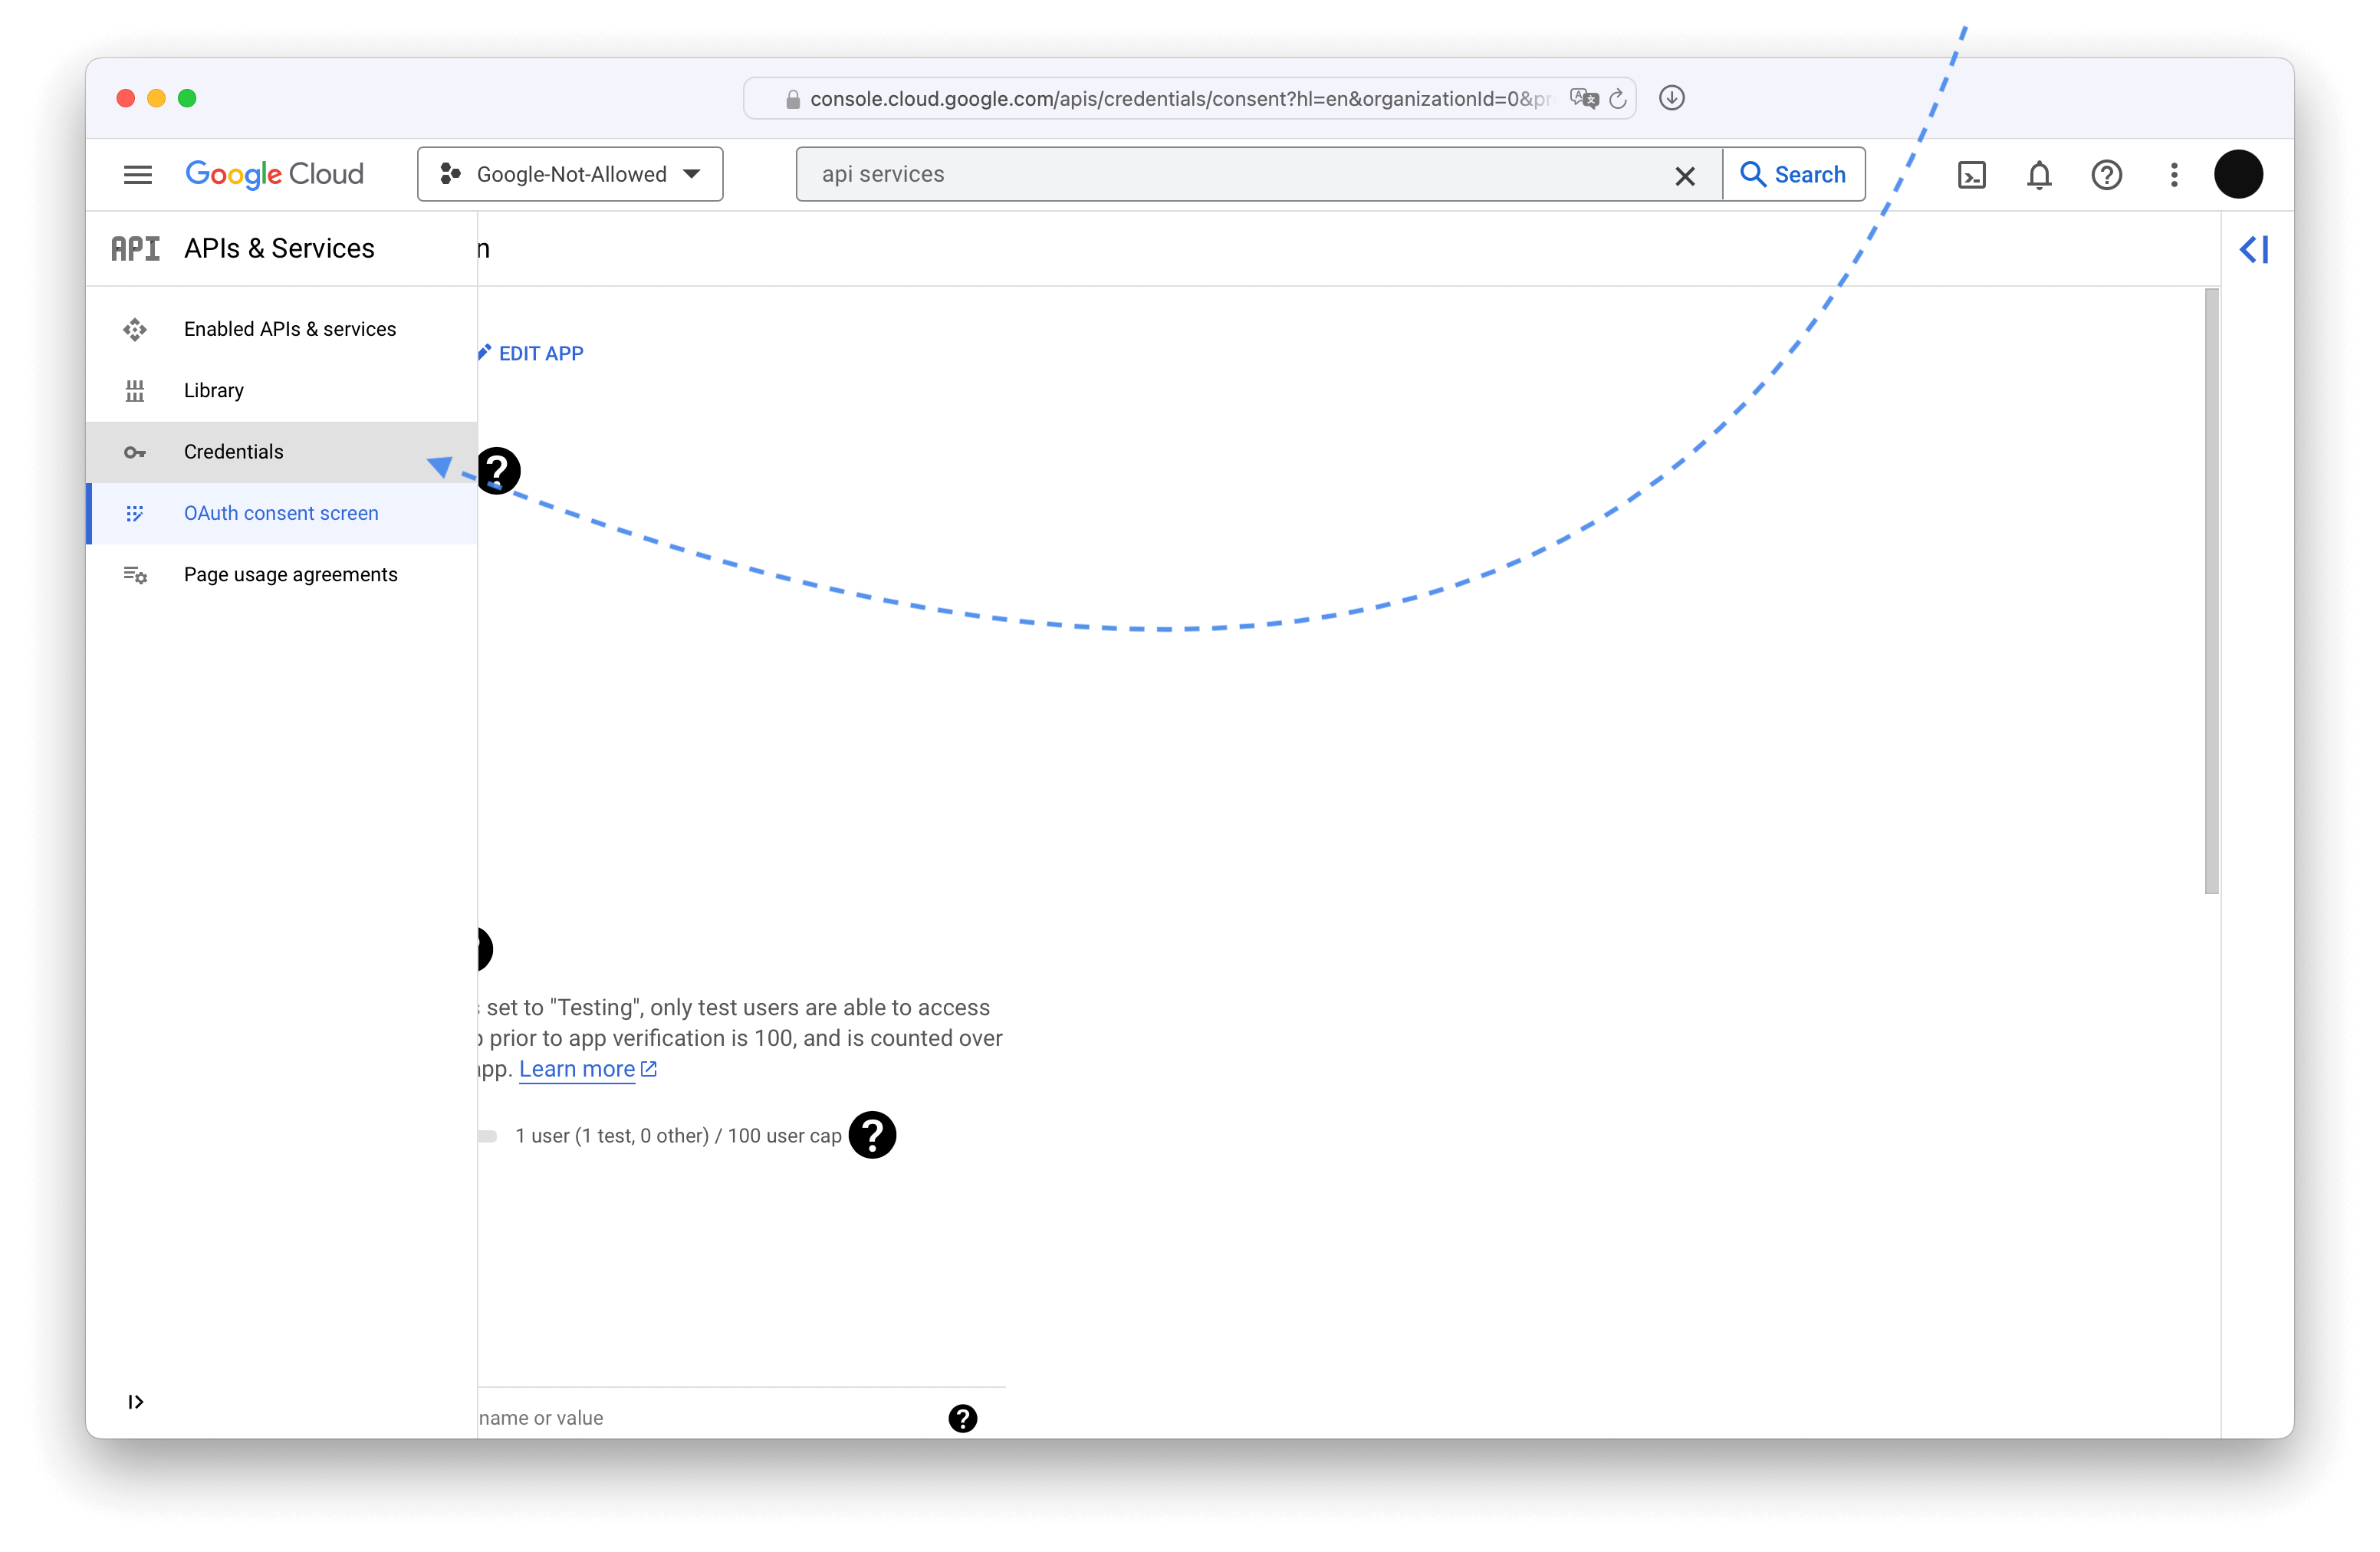 console.cloud.google.com/apis/credentials/consent?hl=en&organizationId=0&pr
Google Cloud
Google-Not-Allowed
api services
Search
API APIs & Services
n
Enabled APIs & services
EDIT APP
Library
Credentials
OAuth consent screen
Page usage agreements
set to "Testing", only test users are able to access
prior to app verification is 100, and is counted over
app. Learn more
1 user (1 test, 0 other) / 100 user cap
name or value